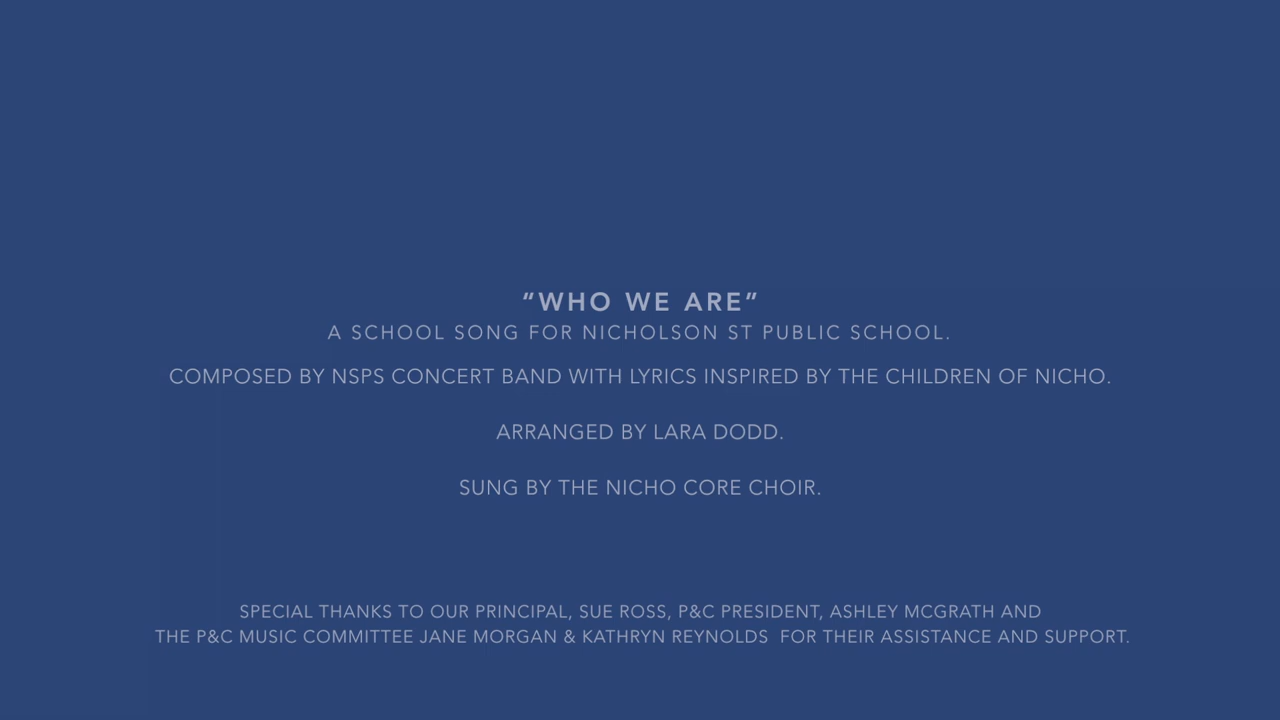 “WHO WE ARE”
A SCHOOL SONG FOR NICHOLSON ST PUBLIC SCHOOL.
COMPOSED BY NSPS CONCERT BAND WITH LYRICS INSPIRED BY THE CHILDREN OF NICHO.
ARRANGED BY LARA DODD.
SUNG BY THE NICHO CORE CHOIR.
SPECIAL THANKS TO OUR PRINCIPAL, SUE ROSS, P&C PRESIDENT, ASHLEY MCGRATH AND
THE P&C MUSIC COMMITTEE JANE MORGAN & KATHRYN REYNOLDS  FOR THEIR ASSISTANCE AND SUPPORT.